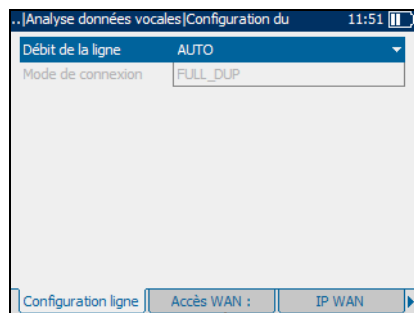 ..|Analyse données vocales|Configuration du 11:51
Débit de la ligne AUTO
Mode de connexion FULL_DUP
Configuration ligne Accès WAN : IP WAN